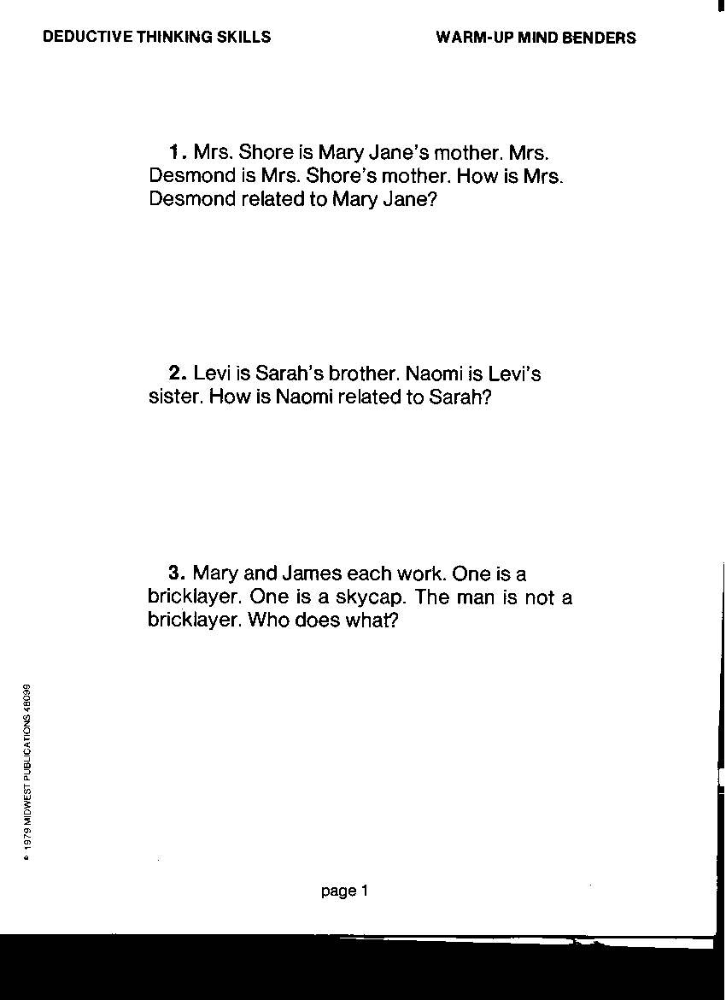 DEDUCTIVE THINKING SKILLS
WARM-UP MIND BENDERS
1. Mrs. Shore is Mary Jane's mother. Mrs.
Desmond is Mrs. Shore's mother. How is Mrs.
Desmond related to Mary Jane?
2. Levi is Sarah's brother. Naomi is Levi's
sister. How is Naomi related to Sarah?
3. Mary and James each work. One is a
bricklayer. One is a skycap. The man is not a
bricklayer. Who does what?
© 1979 MIDWEST PUBLICATIONS 48099
page 1